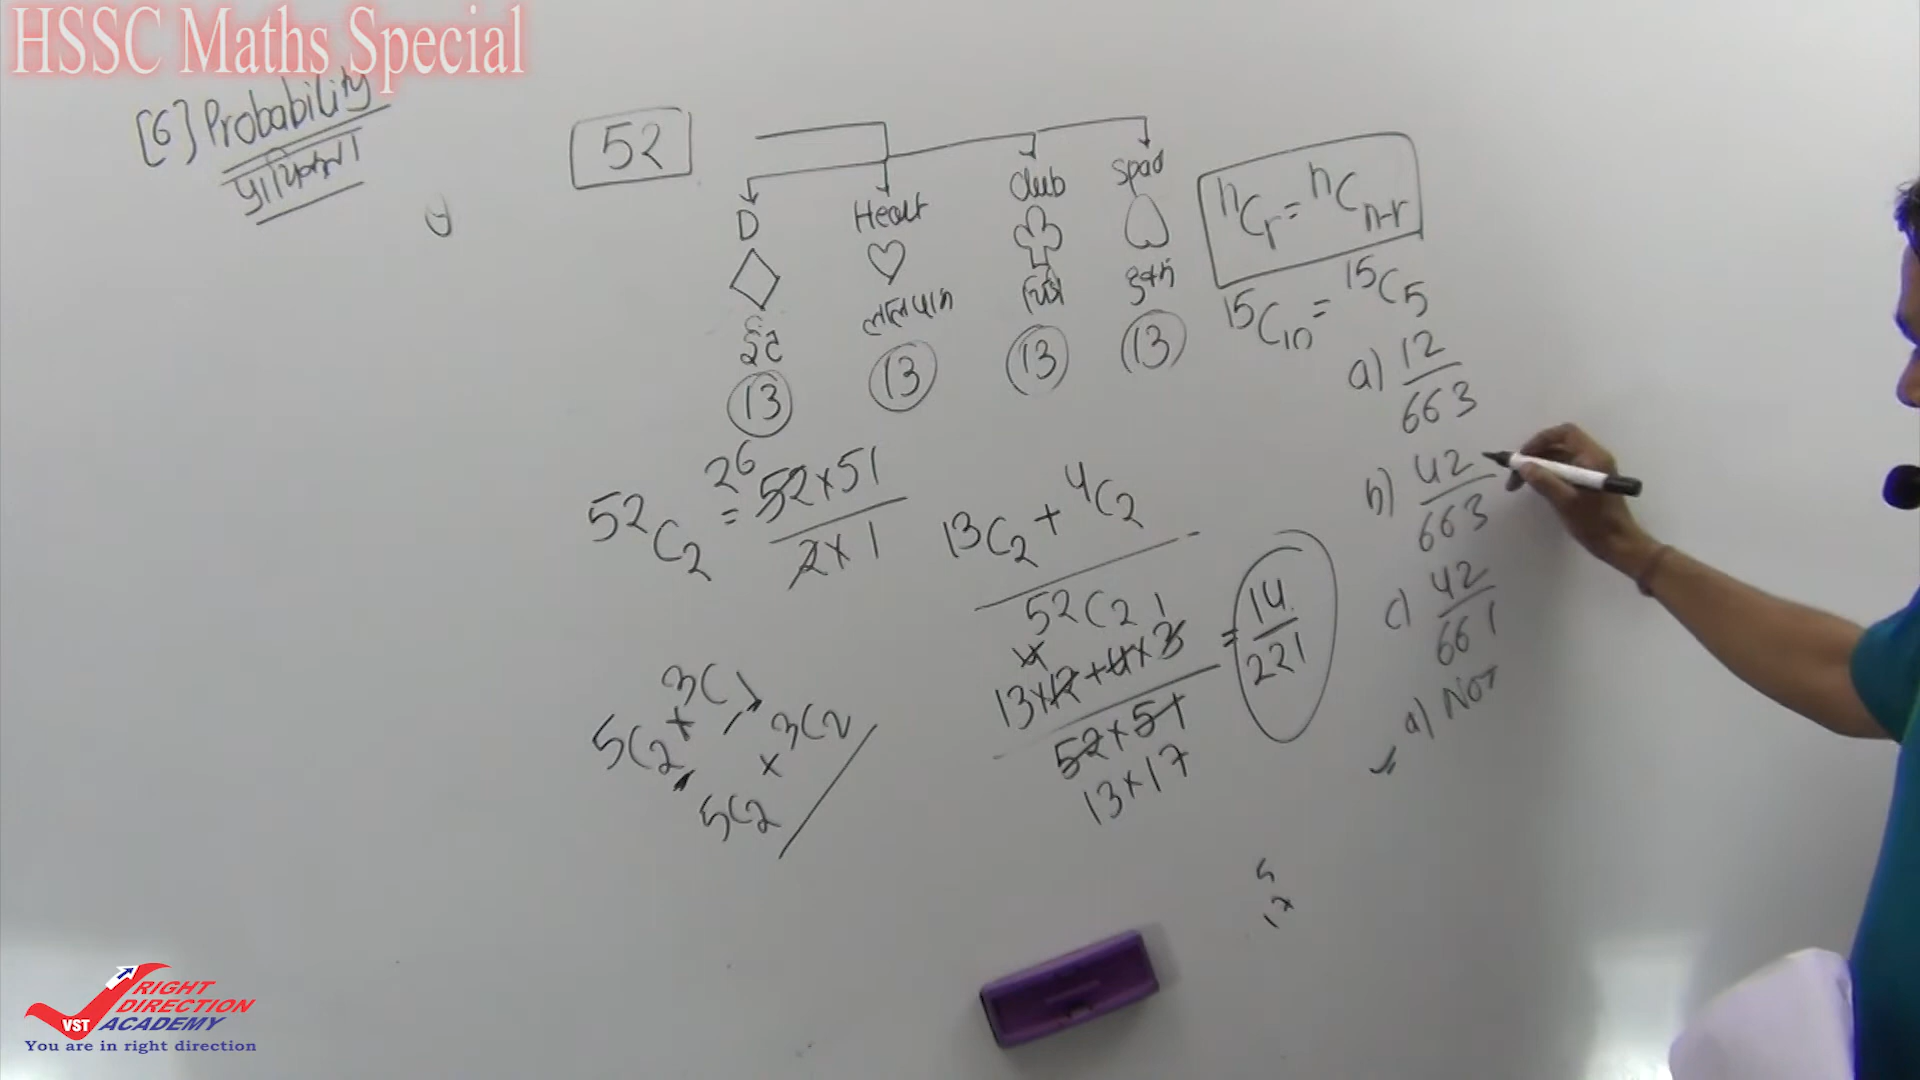 HSSC Maths Special
[6] Probability
प्रायिकता
52
D
Heart
Club
Spad
ईंट
लालपान
चिड़ी
हुकुम
13
13
13
13
nCr = nCn-r
15C10 = 15C5
a) 12/663
b) 42/663
c) 42/661
a) Not
26
52C2 = 52×51
2×1
13C2 + 4C2
52C2
13×12+4×3 = 14/221
52×51
13×17
5C2 × 3C1
5C2 × 3C2
RIGHT
DIRECTION
VST ACADEMY
You are in right direction